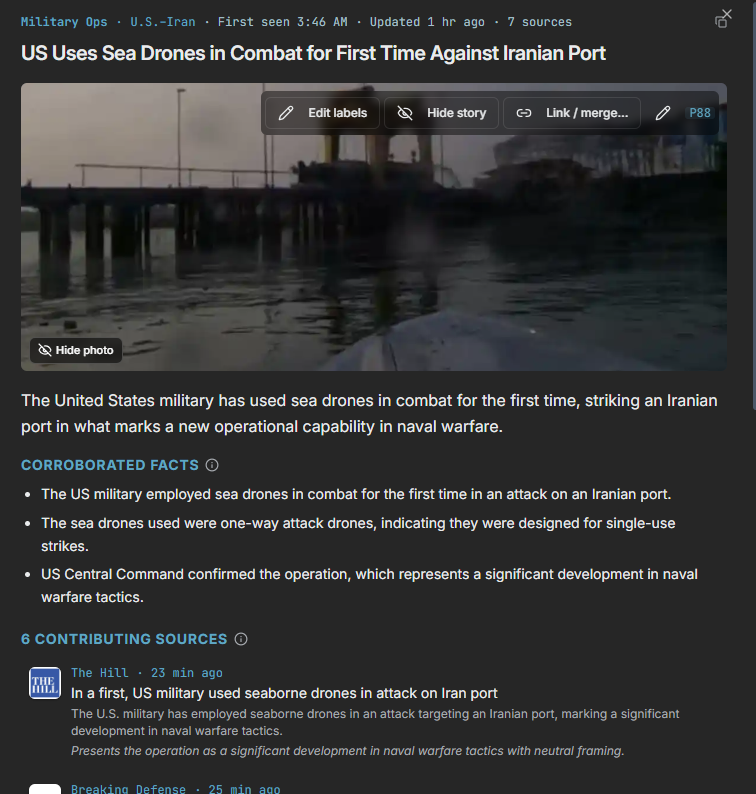 Military Ops · U.S.-Iran · First seen 3:46 AM · Updated 1 hr ago · 7 sources
US Uses Sea Drones in Combat for First Time Against Iranian Port
Edit labels
Hide story
Link / merge...
P88
Hide photo
The United States military has used sea drones in combat for the first time, striking an Iranian
port in what marks a new operational capability in naval warfare.
CORROBORATED FACTS
• The US military employed sea drones in combat for the first time in an attack on an Iranian port.
• The sea drones used were one-way attack drones, indicating they were designed for single-use
strikes.
• US Central Command confirmed the operation, which represents a significant development in naval
warfare tactics.
6 CONTRIBUTING SOURCES
THE
HILL
The Hill · 23 min ago
In a first, US military used seaborne drones in attack on Iran port
The U.S. military has employed seaborne drones in an attack targeting an Iranian port, marking a significant
development in naval warfare tactics.
Presents the operation as a significant development in naval warfare tactics with neutral framing.
Breaking Defense · 25 min ago